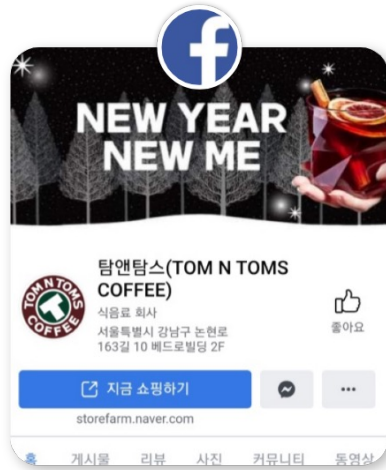 f
NEW YEAR
NEW ME
TOM N TOMS
T
COFFEE
탐앤탐스(TOM N TOMS
COFFEE)
식음료 회사
서울특별시 강남구 논현로
163길 10 베드로빌딩 2F
좋아요
지금 쇼핑하기
storefarm.naver.com
홈 게시물 리뷰 사진 커뮤니티 동영상